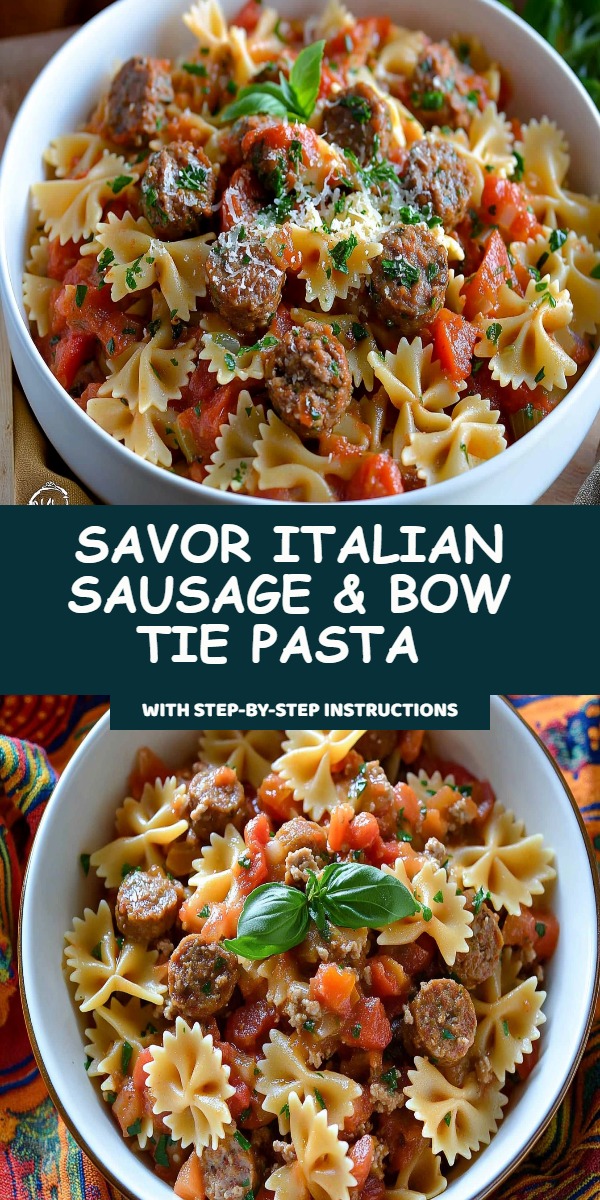 SAVOR ITALIAN
SAUSAGE & BOW
TIE PASTA
WITH STEP-BY-STEP INSTRUCTIONS